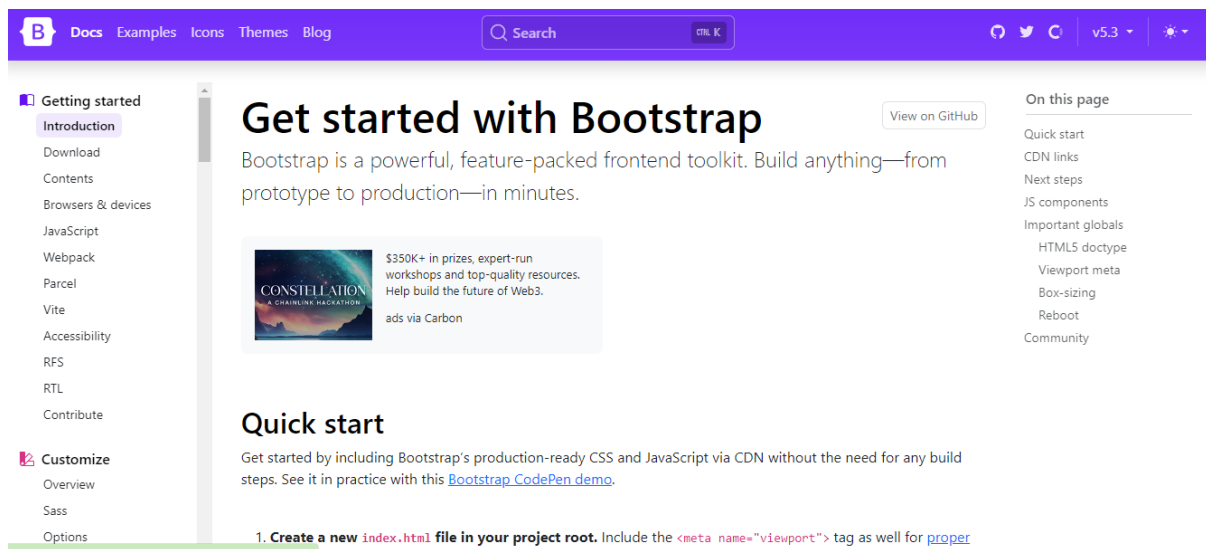 B Docs Examples Icons Themes Blog Search CTRL K v5.3
Getting started
Introduction
Download
Contents
Browsers & devices
JavaScript
Webpack
Parcel
Vite
Accessibility
RFS
RTL
Contribute
Customize
Overview
Sass
Options
Get started with Bootstrap
View on GitHub
Bootstrap is a powerful, feature-packed frontend toolkit. Build anything—from
prototype to production—in minutes.
CONSTELLATION
A CHAINLINK HACKATHON
$350K+ in prizes, expert-run
workshops and top-quality resources.
Help build the future of Web3.
ads via Carbon
Quick start
Get started by including Bootstrap’s production-ready CSS and JavaScript via CDN without the need for any build
steps. See it in practice with this Bootstrap CodePen demo.
1. Create a new index.html file in your project root. Include the <meta name="viewport"> tag as well for proper
On this page
Quick start
CDN links
Next steps
JS components
Important globals
HTML5 doctype
Viewport meta
Box-sizing
Reboot
Community